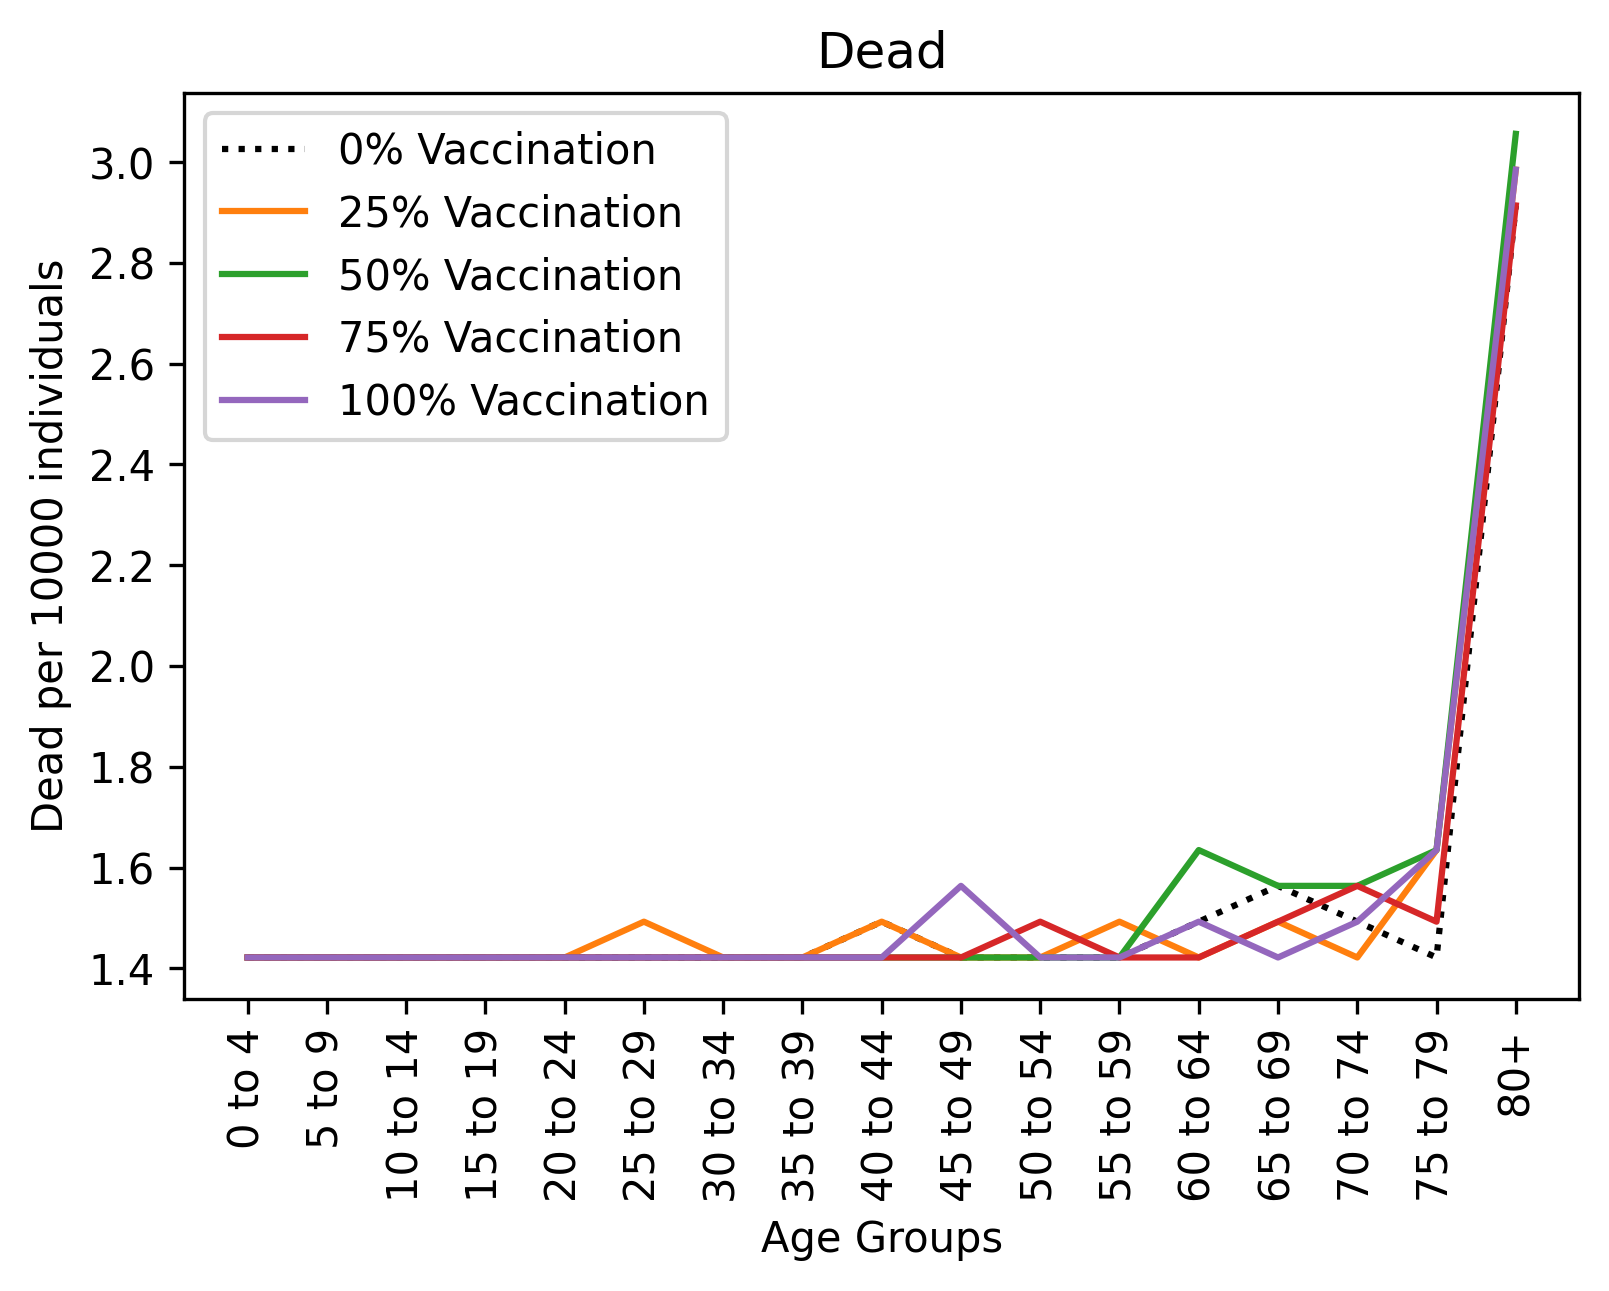 Dead
0% Vaccination
25% Vaccination
50% Vaccination
75% Vaccination
100% Vaccination
Dead per 10000 individuals
3.0
2.8
2.6
2.4
2.2
2.0
1.8
1.6
1.4
0 to 4
5 to 9
10 to 14
15 to 19
20 to 24
25 to 29
30 to 34
35 to 39
40 to 44
45 to 49
50 to 54
55 to 59
60 to 64
65 to 69
70 to 74
75 to 79
80+
Age Groups